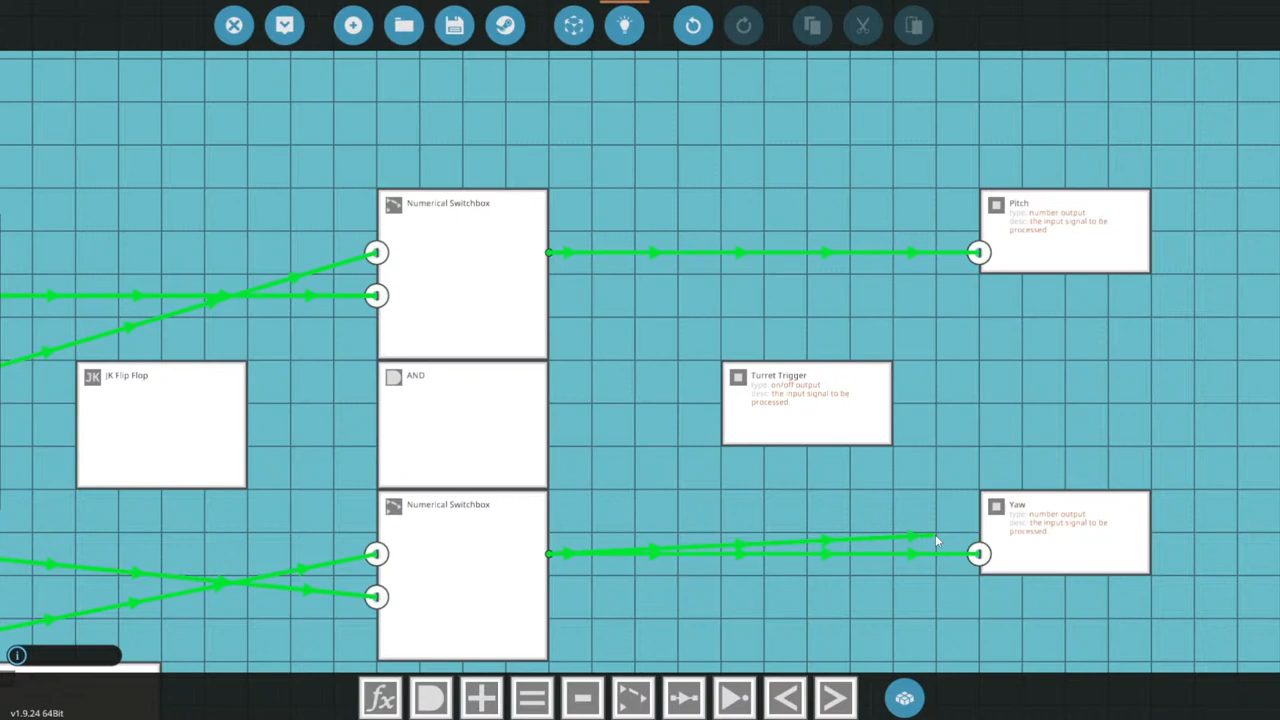 Numerical Switchbox
Pitch
type: number output
desc: the input signal to be
processed.
JK Flip Flop
AND
Turret Trigger
type: on/off output
desc: the input signal to be
processed.
Numerical Switchbox
Yaw
type: number output
desc: the input signal to be
processed.
v1.9.24 64Bit